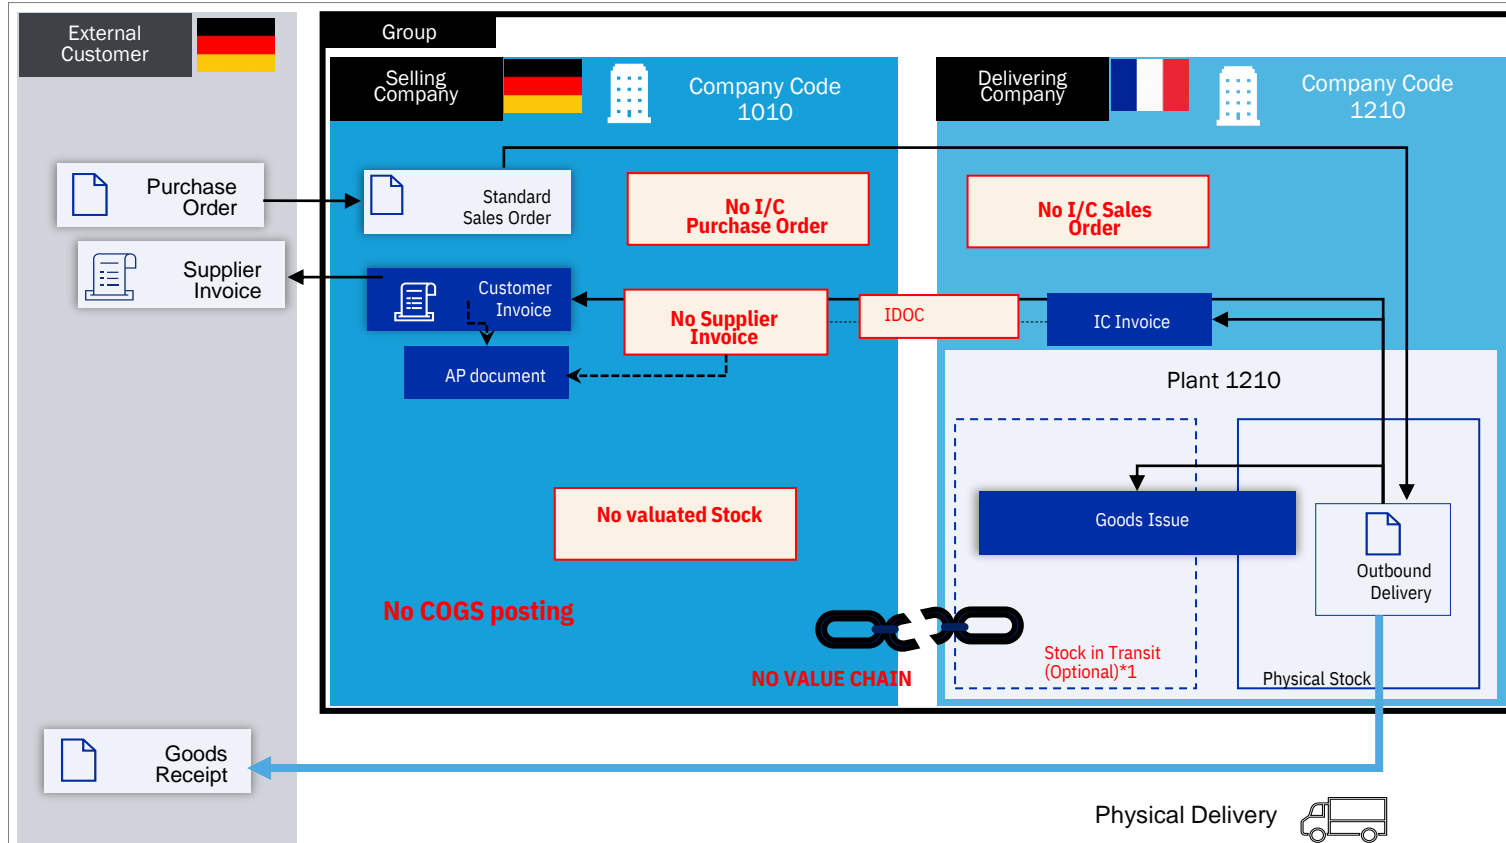 External
Customer
Group
Selling
Company
Company Code
1010
Delivering
Company
Company Code
1210
Purchase
Order
Standard
Sales Order
No I/C
Purchase Order
No I/C Sales
Order
Supplier
Invoice
Customer
Invoice
No Supplier
Invoice
IDOC
IC Invoice
AP document
Plant 1210
No valuated Stock
Goods Issue
Outbound
Delivery
No COGS posting
NO VALUE CHAIN
Stock in Transit
(Optional)*1
Physical Stock
Goods
Receipt
Physical Delivery